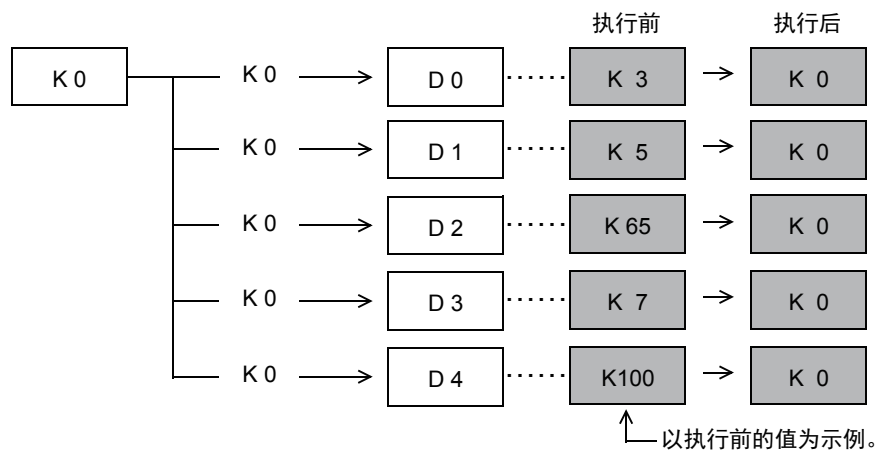 执行前 执行后
K 0 K 0 D 0 K 3 K 0
K 0 D 1 K 5 K 0
K 0 D 2 K 65 K 0
K 0 D 3 K 7 K 0
K 0 D 4 K100 K 0
以执行前的值为示例。